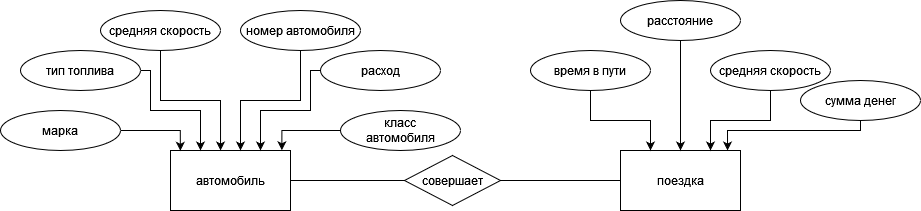 расстояние
средняя скорость
номер автомобиля
тип топлива
расход
время в пути
средняя скорость
сумма денег
марка
класс
автомобиля
автомобиль
совершает
поездка